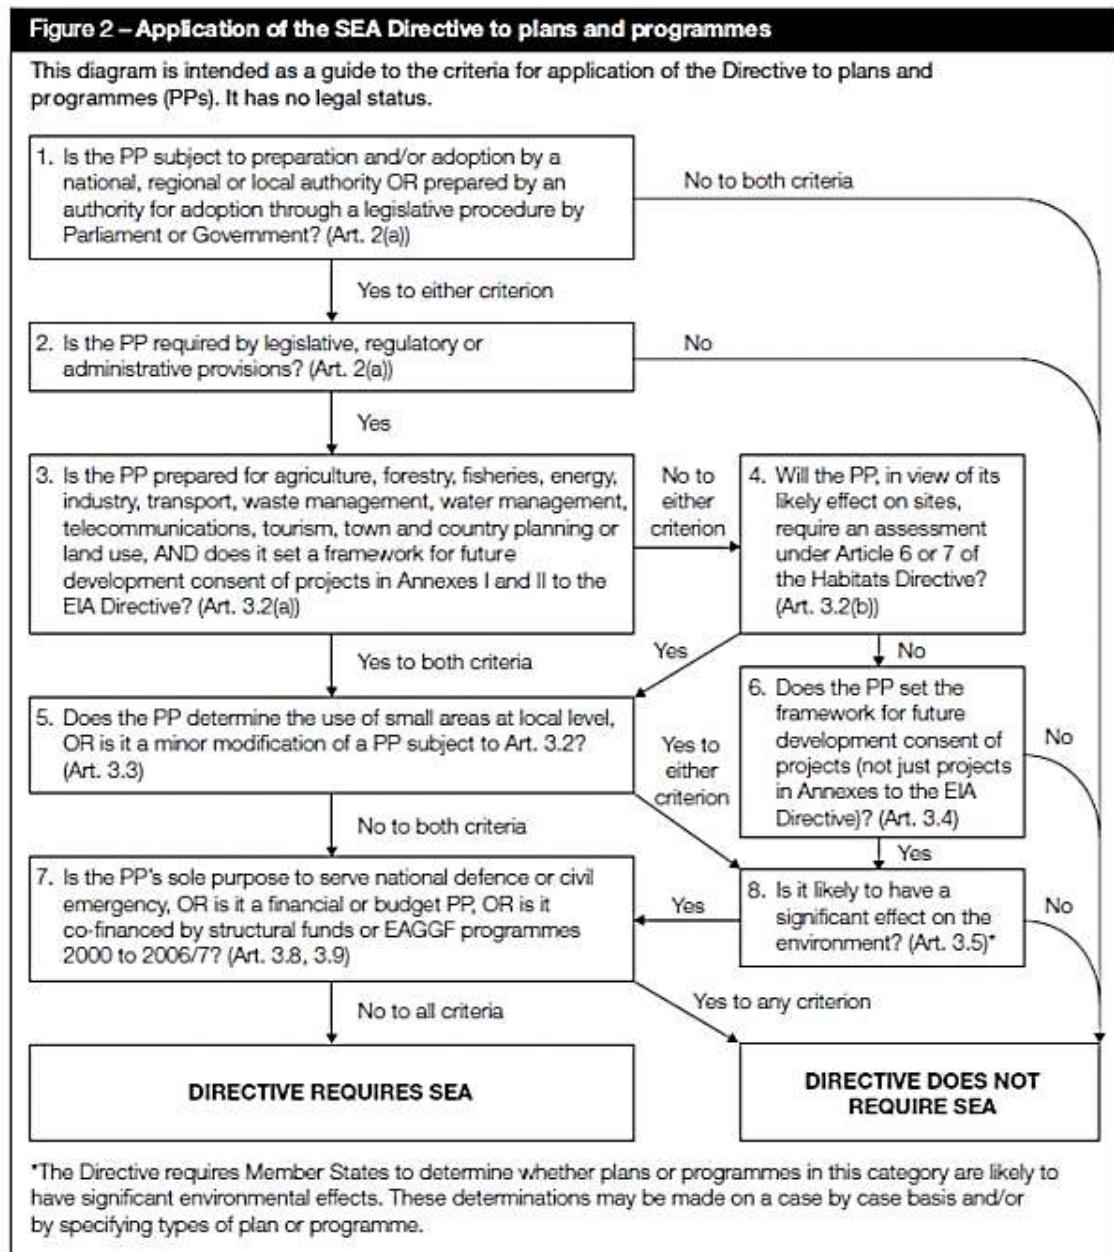 Figure 2 – Application of the SEA Directive to plans and programmes
This diagram is intended as a guide to the criteria for application of the Directive to plans and
programmes (PPs). It has no legal status.
1. Is the PP subject to preparation and/or adoption by a
national, regional or local authority OR prepared by an
authority for adoption through a legislative procedure by
Parliament or Government? (Art. 2(a))
No to both criteria
Yes to either criterion
2. Is the PP required by legislative, regulatory or
administrative provisions? (Art. 2(a))
No
Yes
3. Is the PP prepared for agriculture, forestry, fisheries, energy,
industry, transport, waste management, water management,
telecommunications, tourism, town and country planning or
land use, AND does it set a framework for future
development consent of projects in Annexes I and II to the
EIA Directive? (Art. 3.2(a))
No to
either
criterion
4. Will the PP, in view of its
likely effect on sites,
require an assessment
under Article 6 or 7 of
the Habitats Directive?
(Art. 3.2(b))
Yes to both criteria
Yes
No
5. Does the PP determine the use of small areas at local level,
OR is it a minor modification of a PP subject to Art. 3.2?
(Art. 3.3)
Yes to
either
criterion
6. Does the PP set the
framework for future
development consent of
projects (not just projects
in Annexes to the EIA
Directive)? (Art. 3.4)
No
No to both criteria
Yes
7. Is the PP's sole purpose to serve national defence or civil
emergency, OR is it a financial or budget PP, OR is it
co-financed by structural funds or EAGGF programmes
2000 to 2006/7? (Art. 3.8, 3.9)
Yes
8. Is it likely to have a
significant effect on the
environment? (Art. 3.5)*
No
No to all criteria
Yes to any criterion
DIRECTIVE REQUIRES SEA
DIRECTIVE DOES NOT
REQUIRE SEA
*The Directive requires Member States to determine whether plans or programmes in this category are likely to
have significant environmental effects. These determinations may be made on a case by case basis and/or
by specifying types of plan or programme.